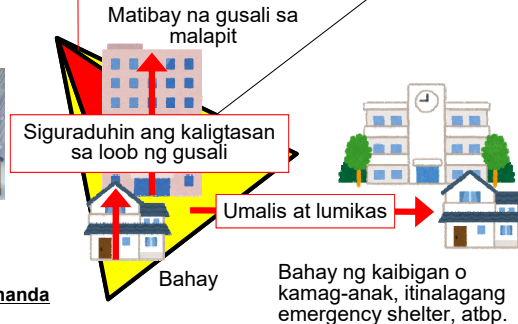 Matibay na gusali sa
malapit
Siguraduhin ang kaligtasan
sa loob ng gusali
Umalis at lumikas
Bahay
Bahay ng kaibigan o
kamag-anak, itinalagang
emergency shelter, atbp.